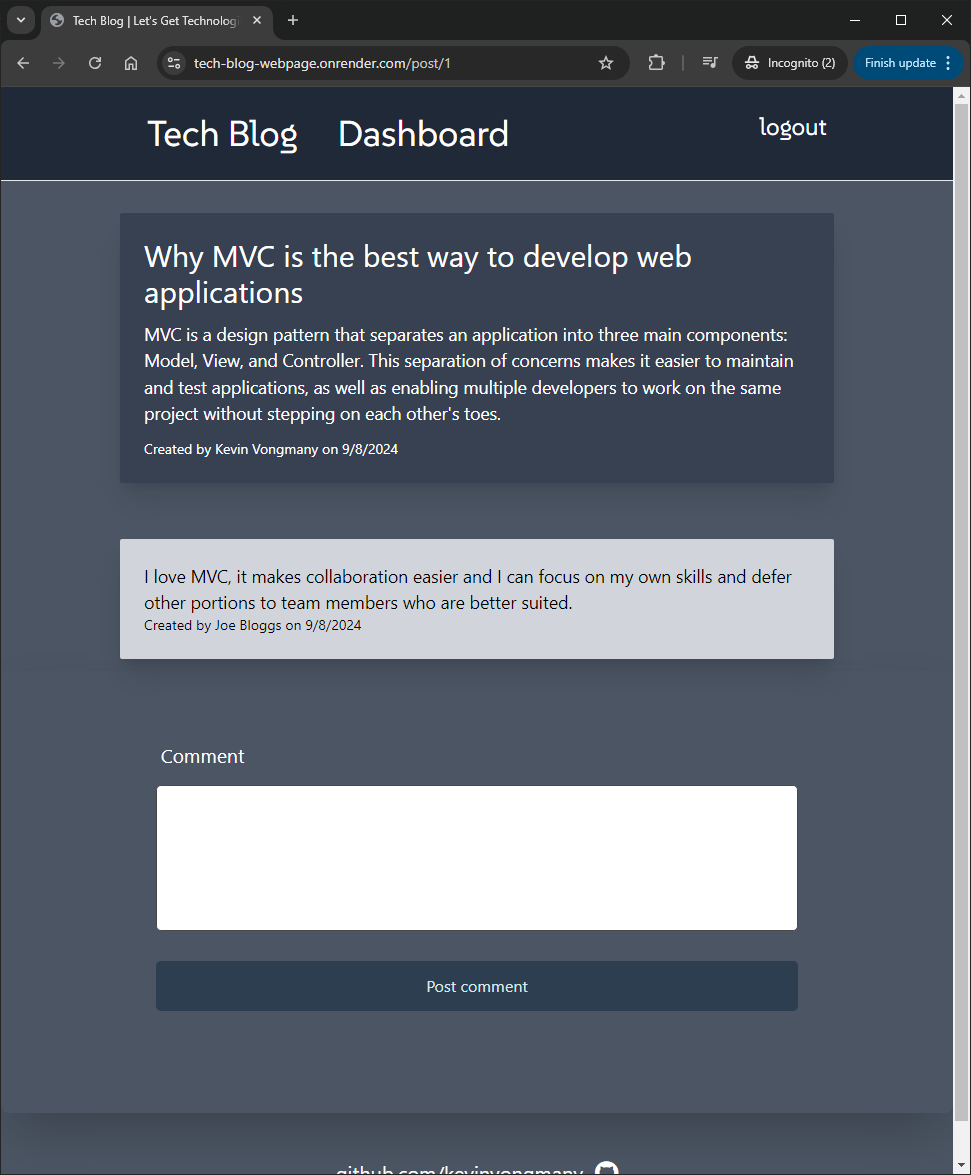 Tech Blog | Let's Get Technologi
tech-blog-webpage.onrender.com/post/1
Incognito (2)
Finish update
Tech Blog Dashboard logout
Why MVC is the best way to develop web
applications
MVC is a design pattern that separates an application into three main components:
Model, View, and Controller. This separation of concerns makes it easier to maintain
and test applications, as well as enabling multiple developers to work on the same
project without stepping on each other's toes.
Created by Kevin Vongmany on 9/8/2024
I love MVC, it makes collaboration easier and I can focus on my own skills and defer
other portions to team members who are better suited.
Created by Joe Bloggs on 9/8/2024
Comment
Post comment
github.com/kevinvongmany